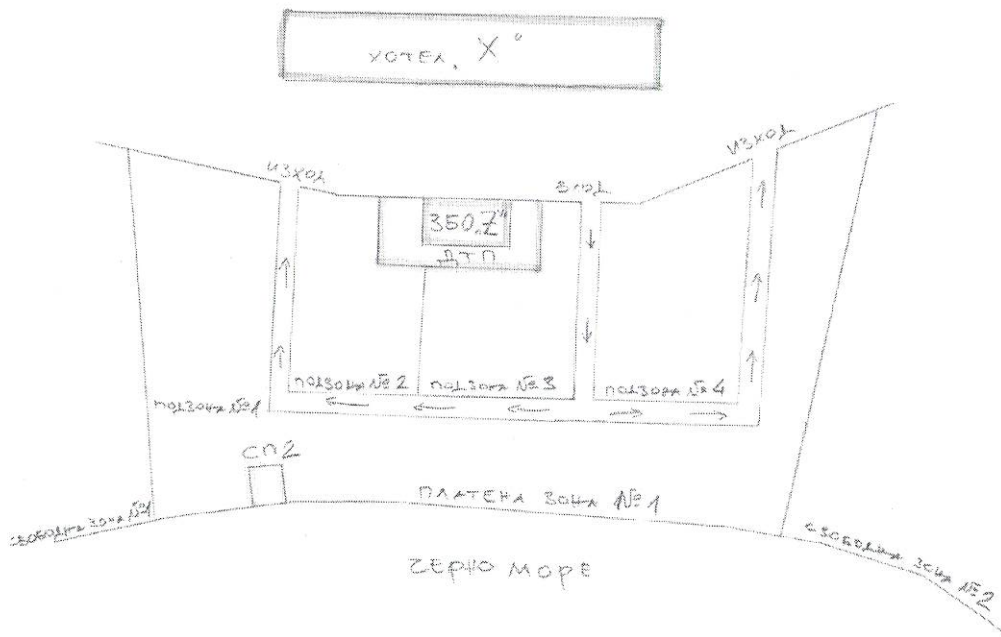 ХОТЕЛ „Х"
ИЗХОД
ИЗХОД
ВХОД
350„Z"
ДТП
ПОДЗОНА №2
ПОДЗОНА №3
ПОДЗОНА №4
ПОДЗОНА №1
СП2
ПЛАТЕНА ЗОНА №1
СВОБОДНА ЗОНА №1
СВОБОДНА ЗОНА №2
ЧЕРНО МОРЕ